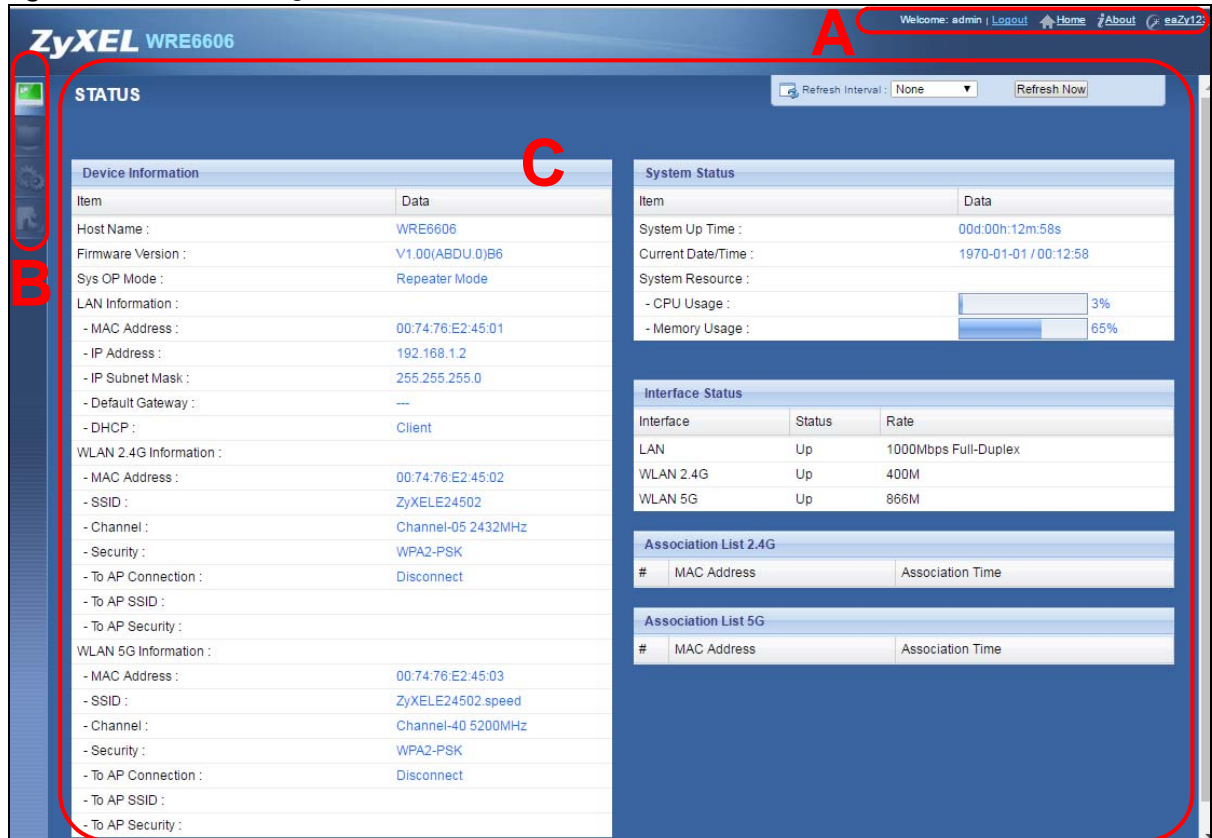 Welcome: admin | Logout Home About eaZy123
A
ZyXEL WRE6606
STATUS
Refresh Interval : None Refresh Now
C
B
Device Information
Item Data
Host Name : WRE6606
Firmware Version : V1.00(ABDU.0)B6
Sys OP Mode : Repeater Mode
LAN Information :
- MAC Address : 00:74:76:E2:45:01
- IP Address : 192.168.1.2
- IP Subnet Mask : 255.255.255.0
- Default Gateway : ---
- DHCP : Client
WLAN 2.4G Information :
- MAC Address : 00:74:76:E2:45:02
- SSID : ZyXELE24502
- Channel : Channel-05 2432MHz
- Security : WPA2-PSK
- To AP Connection : Disconnect
- To AP SSID :
- To AP Security :
WLAN 5G Information :
- MAC Address : 00:74:76:E2:45:03
- SSID : ZyXELE24502.speed
- Channel : Channel-40 5200MHz
- Security : WPA2-PSK
- To AP Connection : Disconnect
- To AP SSID :
- To AP Security :
System Status
Item Data
System Up Time : 00d:00h:12m:58s
Current Date/Time : 1970-01-01 / 00:12:58
System Resource :
- CPU Usage : 3%
- Memory Usage : 65%
Interface Status
Interface Status Rate
LAN Up 1000Mbps Full-Duplex
WLAN 2.4G Up 400M
WLAN 5G Up 866M
Association List 2.4G
# MAC Address Association Time
Association List 5G
# MAC Address Association Time